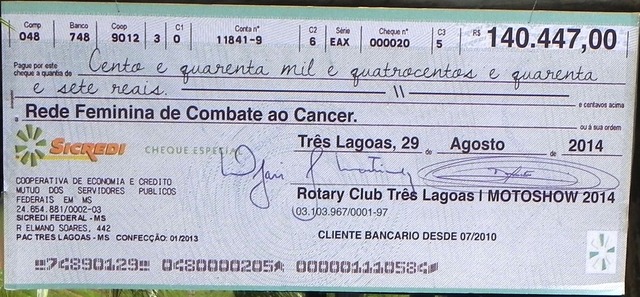 Comp Banco Coop C1 Conta nº C2 Série Cheque nº C3 R$ 140.447,00
048 748 9012 3 0 11841-9 6 EAX 000020 5
Pague por este cheque a quantia de Cento e quarenta mil e quatrocentos e quarenta
e sete reais. e centavos acima
a Rede Feminina de Combate ao Cancer. ou à sua ordem
SICREDI CHEQUE ESPECIAL Três Lagoas, 29 de Agosto de 2014
COOPERATIVA DE ECONOMIA E CREDITO
MUTUO DOS SERVIDORES PUBLICOS
FEDERAIS EM MS
24.654.881/0002-03
SICREDI FEDERAL - MS
R ELMANO SOARES, 442
PAC TRES LAGOAS - MS CONFECÇÃO: 01/2013
Rotary Club Três Lagoas | MOTOSHOW 2014
03.103.967/0001-97
CLIENTE BANCARIO DESDE 07/2010
74890129 0480000205 000000110584